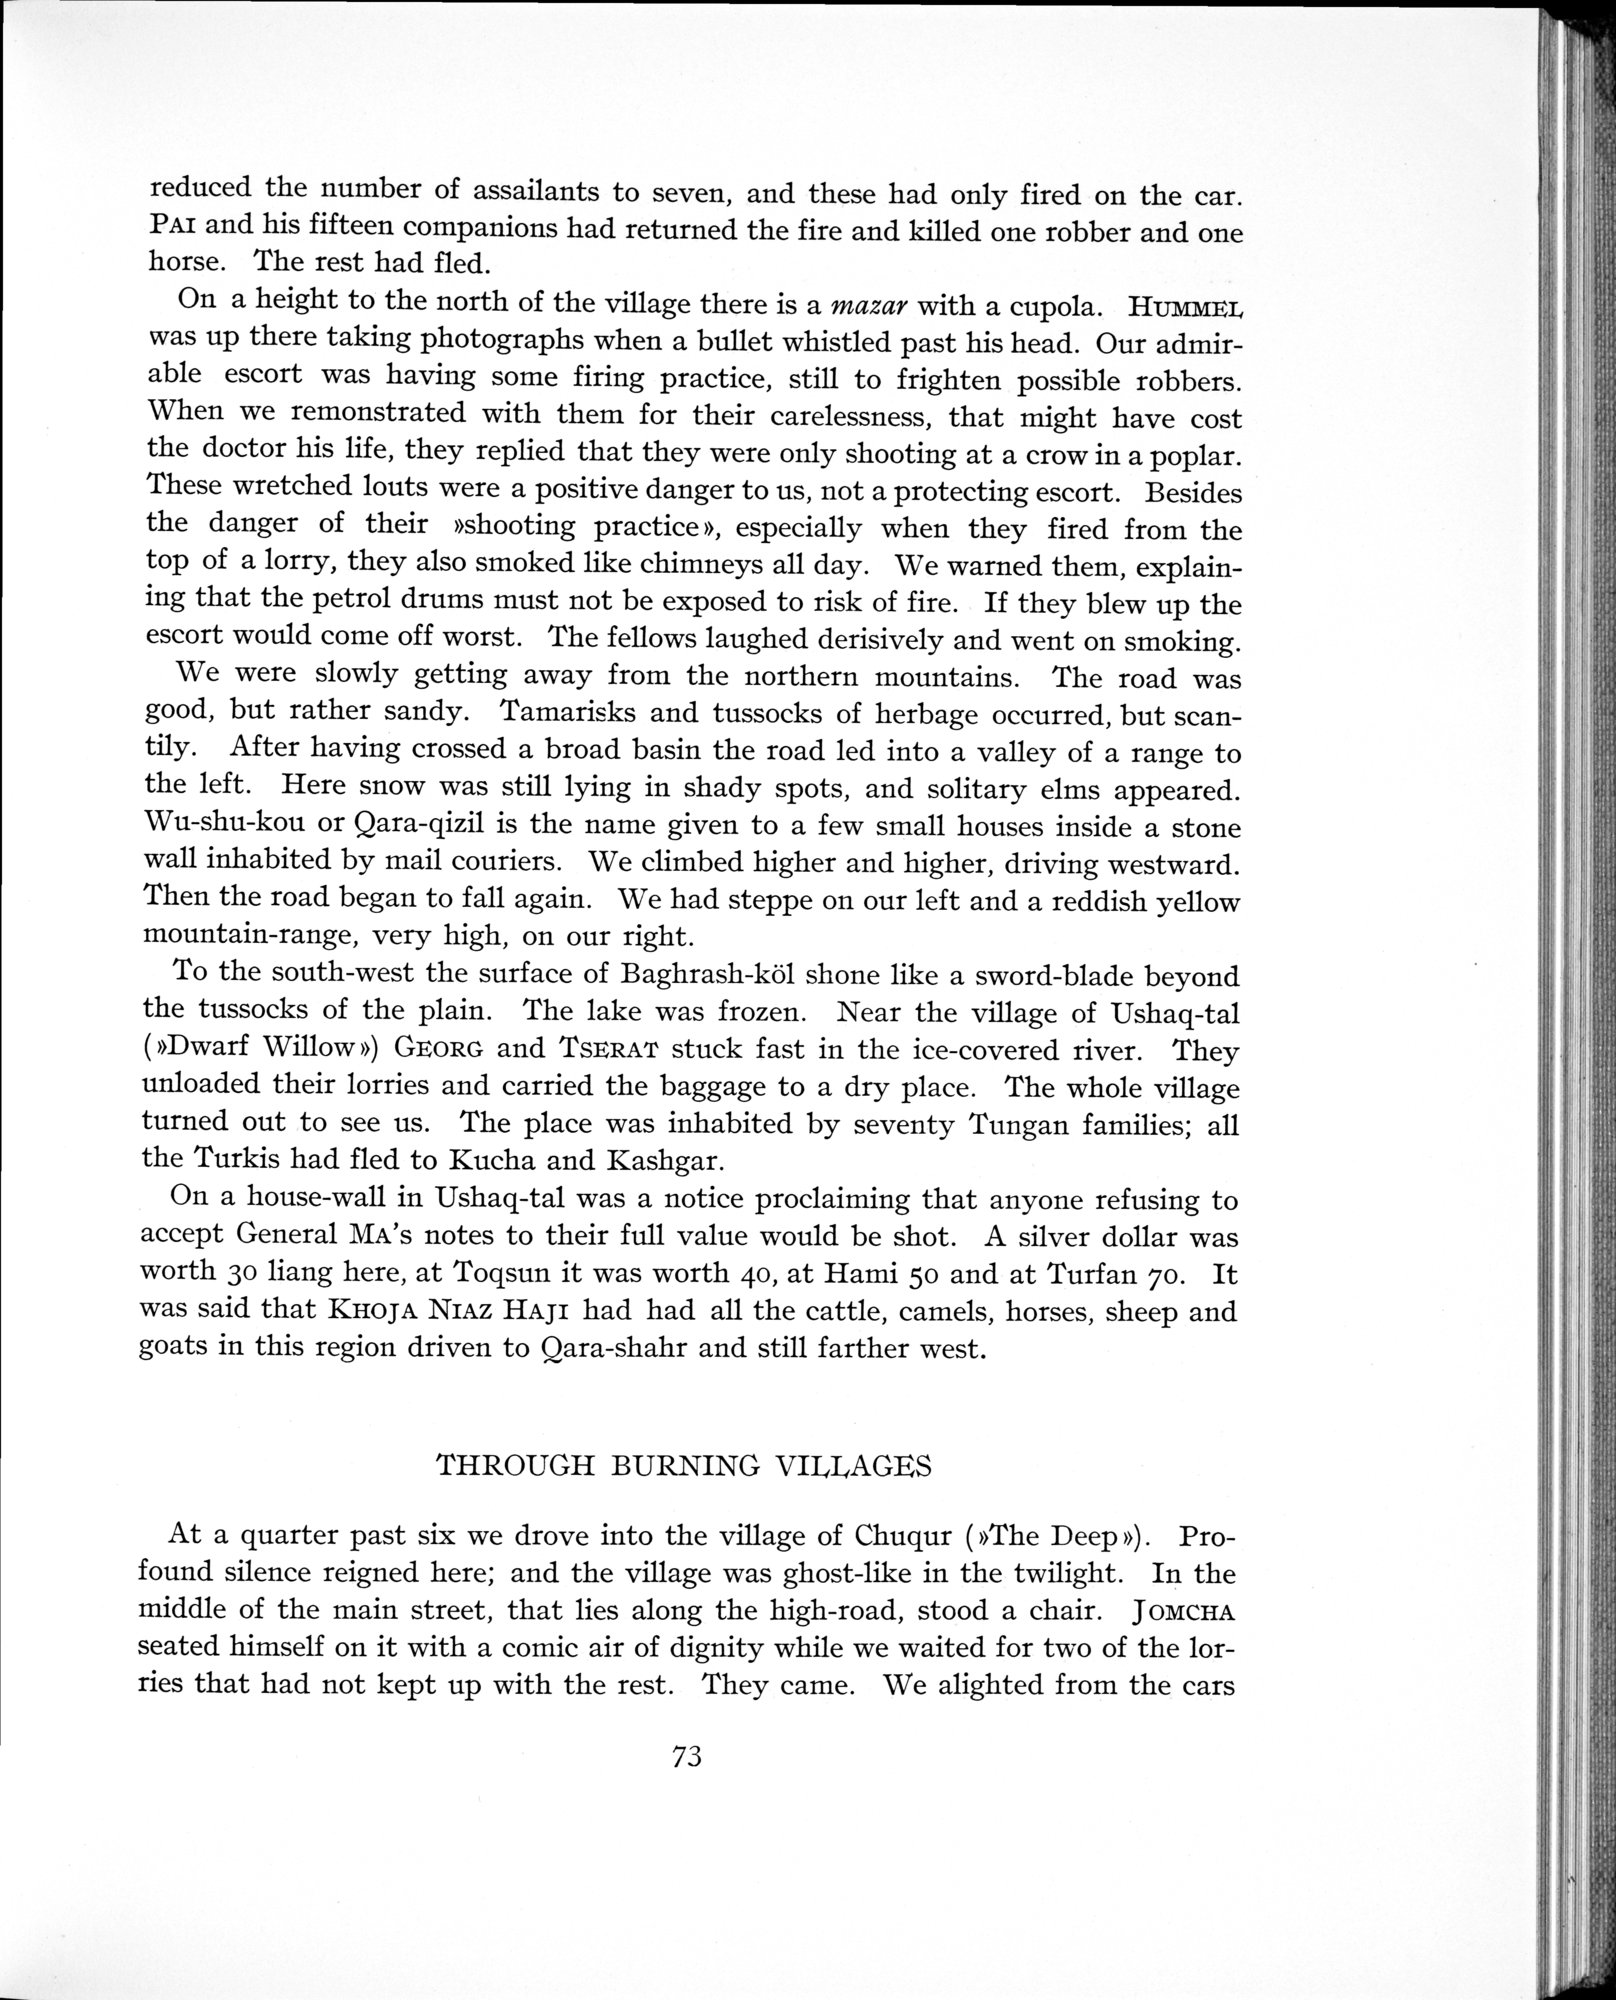 reduced the number of assailants to seven, and these had only fired on the car.
PAI and his fifteen companions had returned the fire and killed one robber and one
horse. The rest had fled.
On a height to the north of the village there is a mazar with a cupola. HUMMEL
was up there taking photographs when a bullet whistled past his head. Our admir-
able escort was having some firing practice, still to frighten possible robbers.
When we remonstrated with them for their carelessness, that might have cost
the doctor his life, they replied that they were only shooting at a crow in a poplar.
These wretched louts were a positive danger to us, not a protecting escort. Besides
the danger of their »shooting practice», especially when they fired from the
top of a lorry, they also smoked like chimneys all day. We warned them, explain-
ing that the petrol drums must not be exposed to risk of fire. If they blew up the
escort would come off worst. The fellows laughed derisively and went on smoking.
We were slowly getting away from the northern mountains. The road was
good, but rather sandy. Tamarisks and tussocks of herbage occurred, but scan-
tily. After having crossed a broad basin the road led into a valley of a range to
the left. Here snow was still lying in shady spots, and solitary elms appeared.
Wu-shu-kou or Qara-qizil is the name given to a few small houses inside a stone
wall inhabited by mail couriers. We climbed higher and higher, driving westward.
Then the road began to fall again. We had steppe on our left and a reddish yellow
mountain-range, very high, on our right.
To the south-west the surface of Baghrash-köl shone like a sword-blade beyond
the tussocks of the plain. The lake was frozen. Near the village of Ushaq-tal
(»Dwarf Willow») GEORG and TSERAT stuck fast in the ice-covered river. They
unloaded their lorries and carried the baggage to a dry place. The whole village
turned out to see us. The place was inhabited by seventy Tungan families; all
the Turkis had fled to Kucha and Kashgar.
On a house-wall in Ushaq-tal was a notice proclaiming that anyone refusing to
accept General MA's notes to their full value would be shot. A silver dollar was
worth 30 liang here, at Toqsun it was worth 40, at Hami 50 and at Turfan 70. It
was said that KHOJA NIAZ HAJI had had all the cattle, camels, horses, sheep and
goats in this region driven to Qara-shahr and still farther west.
THROUGH BURNING VILLAGES
At a quarter past six we drove into the village of Chuqur (»The Deep»). Pro-
found silence reigned here; and the village was ghost-like in the twilight. In the
middle of the main street, that lies along the high-road, stood a chair. JOMCHA
seated himself on it with a comic air of dignity while we waited for two of the lor-
ries that had not kept up with the rest. They came. We alighted from the cars
73